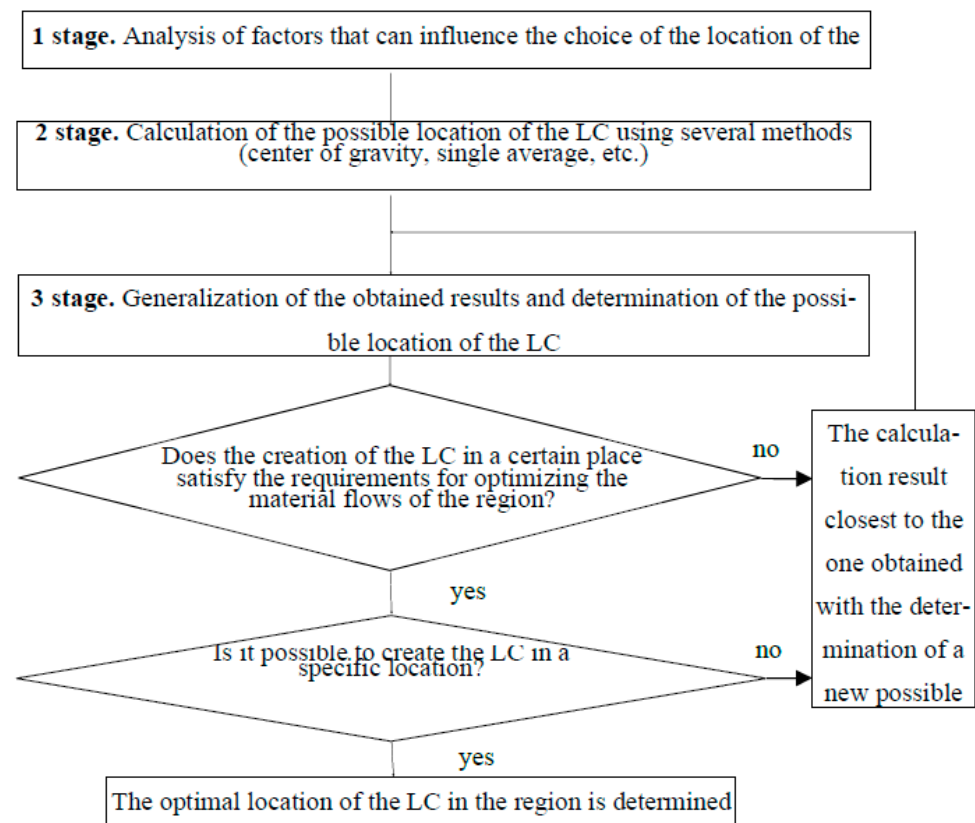 1 stage. Analysis of factors that can influence the choice of the location of the
2 stage. Calculation of the possible location of the LC using several methods
(center of gravity, single average, etc.)
3 stage. Generalization of the obtained results and determination of the possi-
ble location of the LC
Does the creation of the LC in a certain place
satisfy the requirements for optimizing the
material flows of the region?
no
The calcula-
tion result
closest to the
one obtained
with the deter-
mination of a
new possible
yes
Is it possible to create the LC in a
specific location?
no
yes
The optimal location of the LC in the region is determined